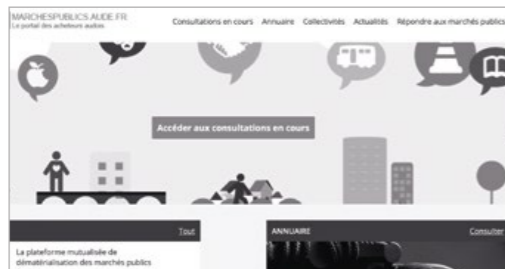 MARCHESPUBLICS.AUDE.FR
Le portail des acheteurs audois
Consultations en cours Annuaire Collectivités Actualités Répondre aux marchés publics
Accéder aux consultations en cours
Tout
La plateforme mutualisée de
dématérialisation des marchés publics
ANNUAIRE Consulter